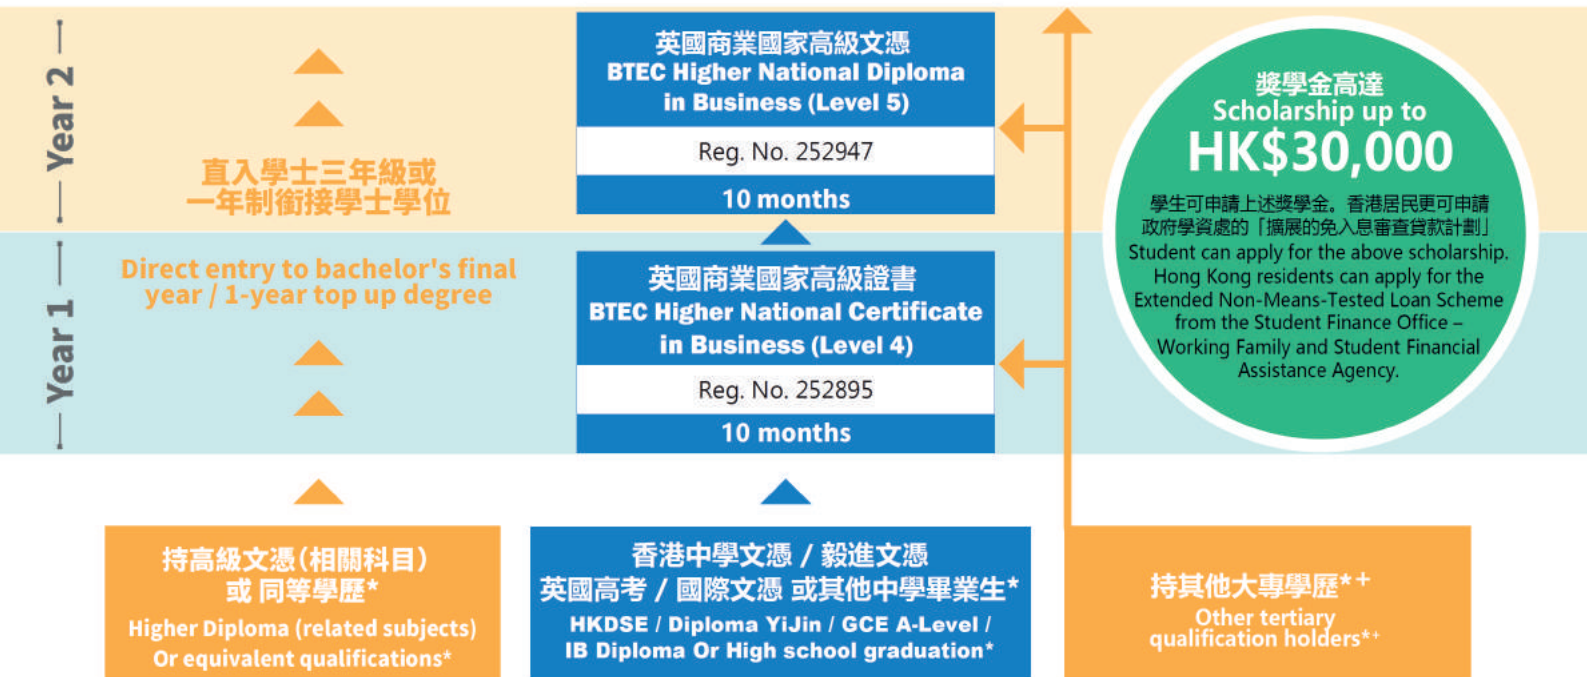 Year 2
Year 1
直入學士三年級或
一年制銜接學士學位
Direct entry to bachelor's final
year / 1-year top up degree
英國商業國家高級文憑
BTEC Higher National Diploma
in Business (Level 5)
Reg. No. 252947
10 months
英國商業國家高級證書
BTEC Higher National Certificate
in Business (Level 4)
Reg. No. 252895
10 months
獎學金高達
Scholarship up to
HK$30,000
學生可申請上述獎學金。香港居民更可申請
政府學資處的「擴展的免入息審查貸款計劃」
Student can apply for the above scholarship.
Hong Kong residents can apply for the
Extended Non-Means-Tested Loan Scheme
from the Student Finance Office –
Working Family and Student Financial
Assistance Agency.
持高級文憑(相關科目)
或 同等學歷*
Higher Diploma (related subjects)
Or equivalent qualifications*
香港中學文憑 / 毅進文憑
英國高考 / 國際文憑 或其他中學畢業生*
HKDSE / Diploma YiJin / GCE A-Level /
IB Diploma Or High school graduation*
持其他大專學歷*+
Other tertiary
qualification holders*+